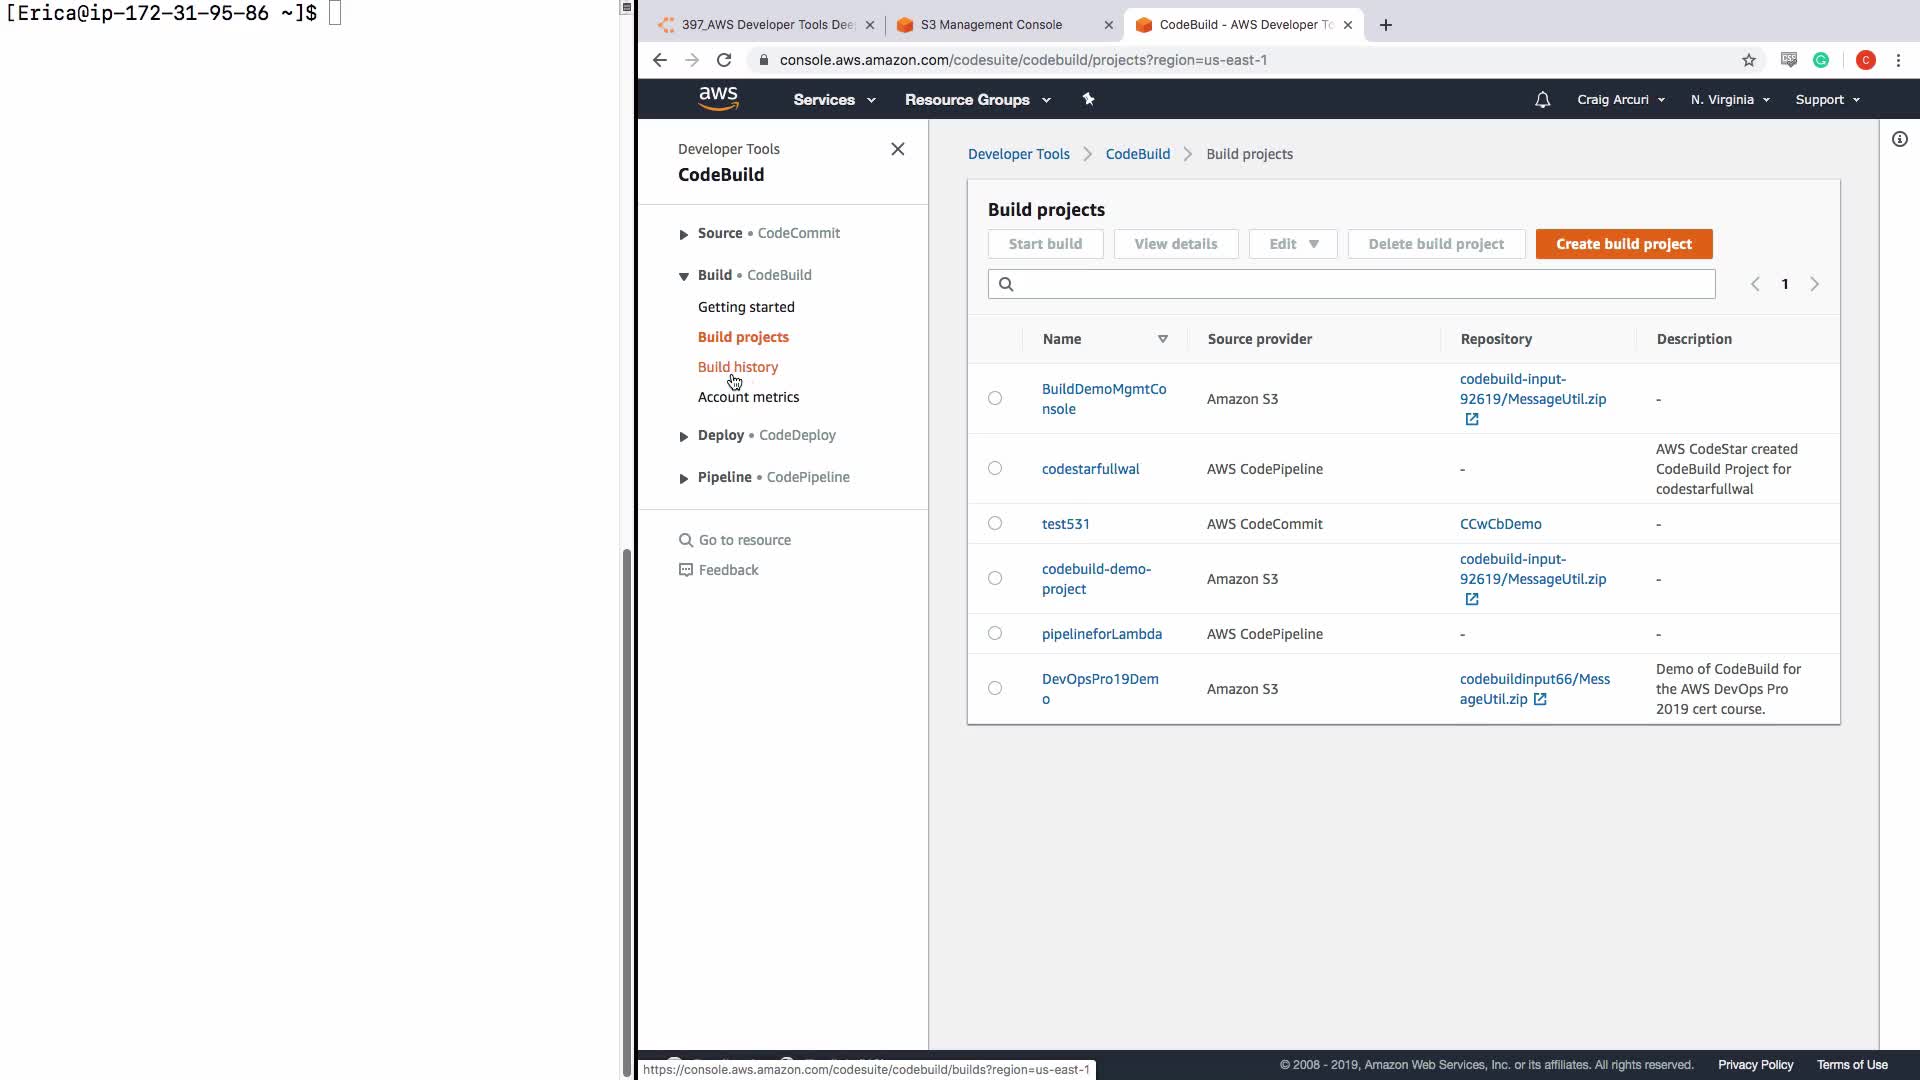 [Erica@ip-172-31-95-86 ~]$
397_AWS Developer Tools Dee
S3 Management Console
CodeBuild - AWS Developer To
console.aws.amazon.com/codesuite/codebuild/projects?region=us-east-1
C
aws
Services
Resource Groups
Craig Arcuri
N. Virginia
Support
Developer Tools
CodeBuild
Source • CodeCommit
Build • CodeBuild
Getting started
Build projects
Build history
Account metrics
Deploy • CodeDeploy
Pipeline • CodePipeline
Go to resource
Feedback
Developer Tools
CodeBuild
Build projects
Build projects
Start build
View details
Edit
Delete build project
Create build project
1
Name
Source provider
Repository
Description
BuildDemoMgmtCo
nsole
Amazon S3
codebuild-input-
92619/MessageUtil.zip
-
codestarfullwal
AWS CodePipeline
-
AWS CodeStar created
CodeBuild Project for
codestarfullwal
test531
AWS CodeCommit
CCwCbDemo
-
codebuild-demo-
project
Amazon S3
codebuild-input-
92619/MessageUtil.zip
-
pipelineforLambda
AWS CodePipeline
-
-
DevOpsPro19Dem
o
Amazon S3
codebuildinput66/Mess
ageUtil.zip
Demo of CodeBuild for
the AWS DevOps Pro
2019 cert course.
https://console.aws.amazon.com/codesuite/codebuild/builds?region=us-east-1
© 2008 - 2019, Amazon Web Services, Inc. or its affiliates. All rights reserved.
Privacy Policy
Terms of Use